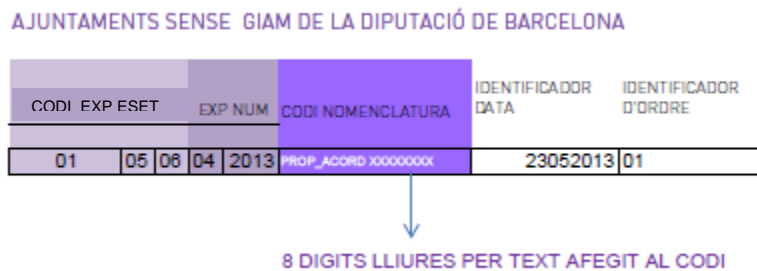 AJUNTAMENTS SENSE GIAM DE LA DIPUTACIÓ DE BARCELONA
CODI EXP ESET EXP NUM CODI NOMENCLATURA IDENTIFICADOR DATA IDENTIFICADOR D'ORDRE
01 05 06 04 2013 PROP_ACORD XXXXXXXX 23052013 01
8 DIGITS LLIURES PER TEXT AFEGIT AL CODI